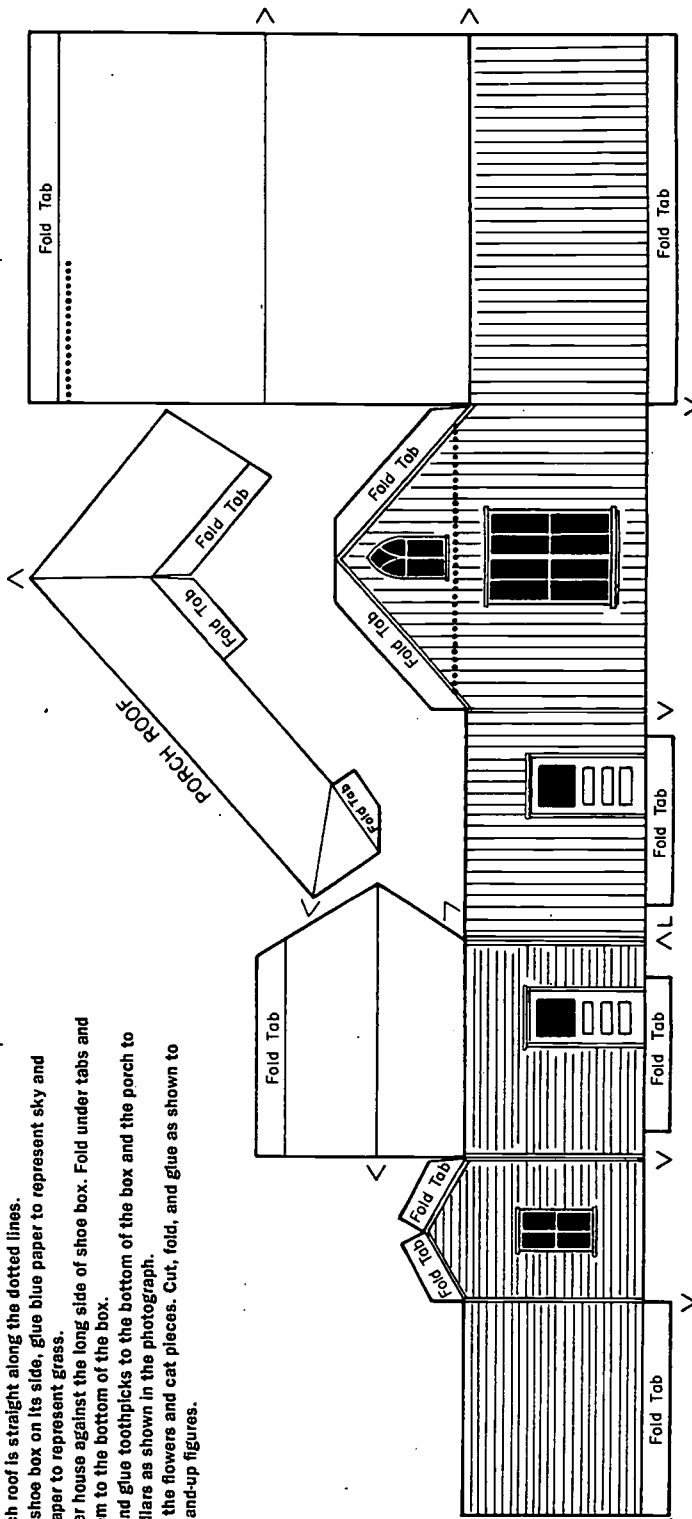 ch roof is straight along the dotted lines.
shoe box on its side, glue blue paper to represent sky and
aper to represent grass.
er house against the long side of shoe box. Fold under tabs and
m to the bottom of the box.
nd glue toothpicks to the bottom of the box and the porch to
llars as shown in the photograph.
the flowers and cat pieces. Cut, fold, and glue as shown to
and-up figures.
Fold Tab
PORCH ROOF
Fold Tab
Fold Tab
Fold Tab
Fold Tab
Fold Tab
Fold Tab
Fold Tab
Fold Tab
Fold Tab
Fold Tab
Fold Tab
Fold Tab